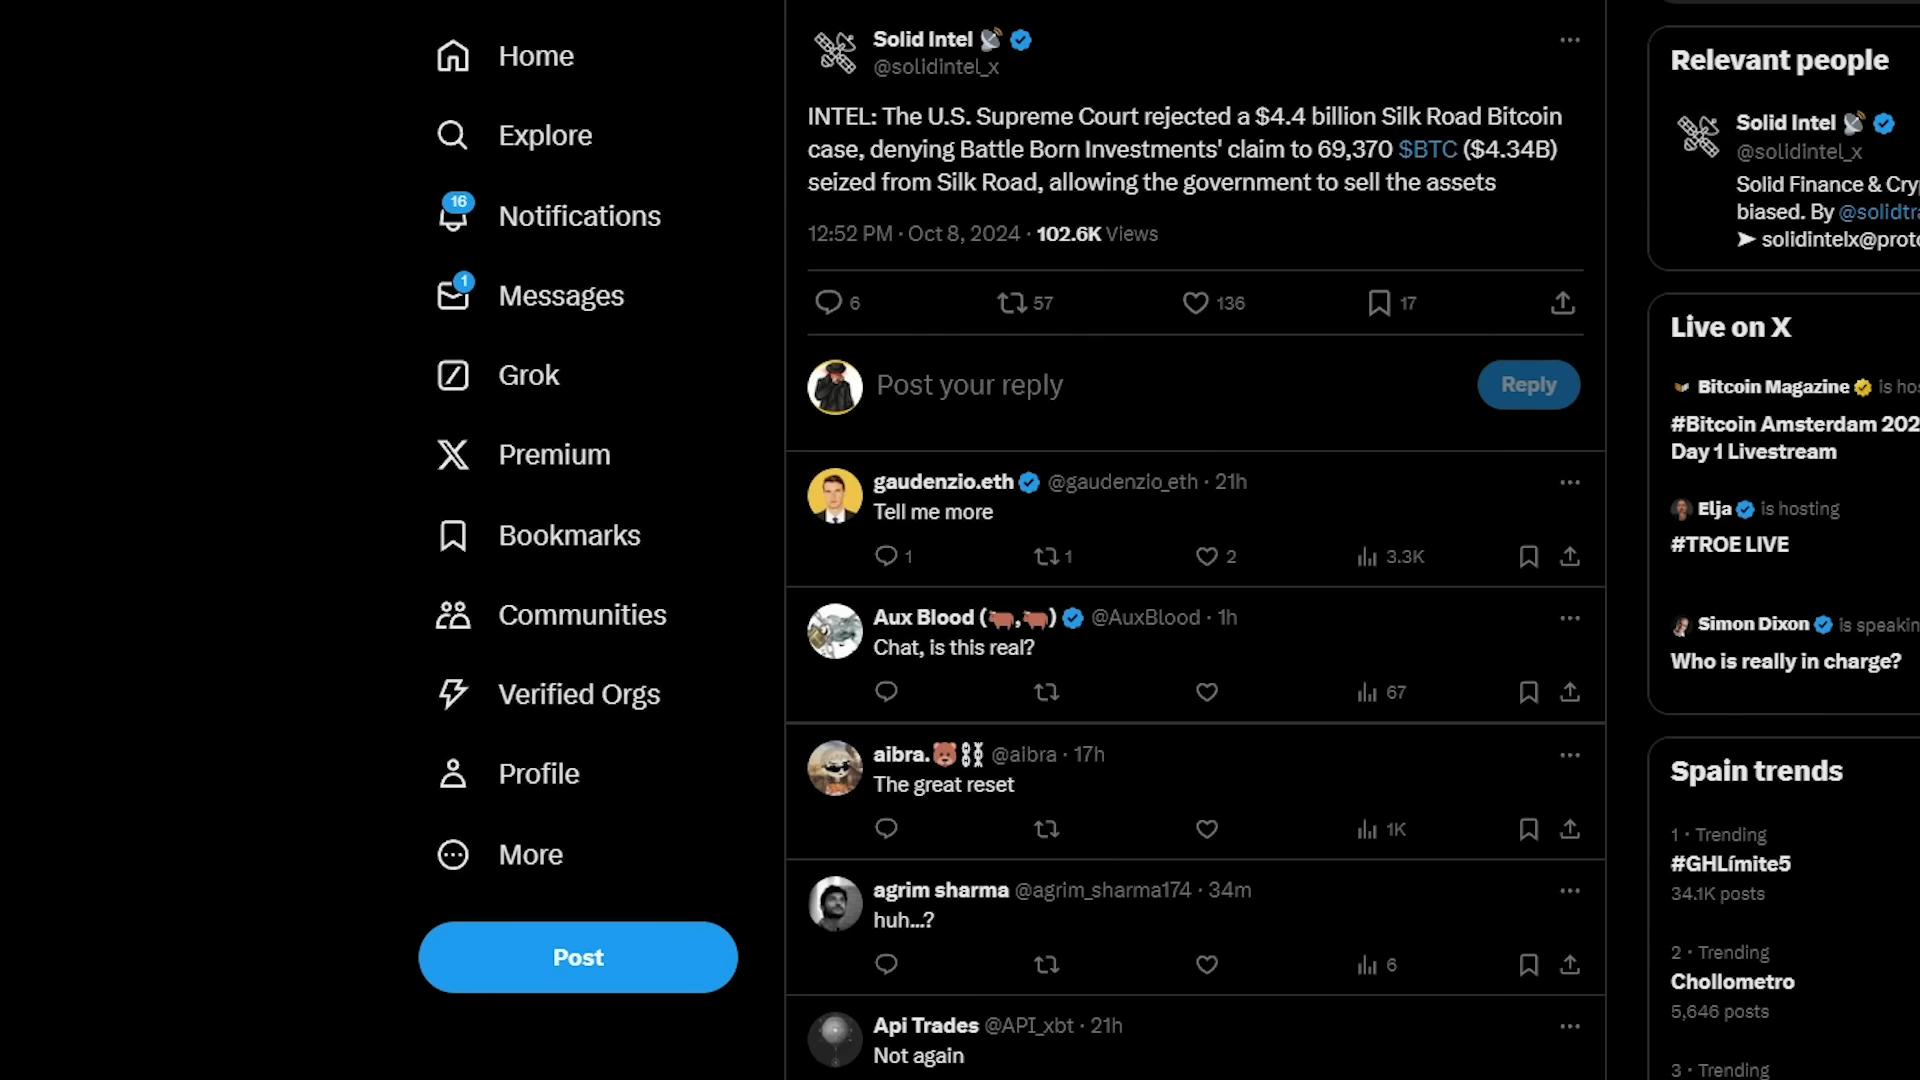 Home
Explore
16
Notifications
1
Messages
Grok
Premium
Bookmarks
Communities
Verified Orgs
Profile
More
Post
Solid Intel
@solidintel_x
INTEL: The U.S. Supreme Court rejected a $4.4 billion Silk Road Bitcoin
case, denying Battle Born Investments' claim to 69,370 $BTC ($4.34B)
seized from Silk Road, allowing the government to sell the assets
12:52 PM · Oct 8, 2024 · 102.6K Views
6 57 136 17
Post your reply
Reply
gaudenzio.eth @gaudenzio_eth · 21h
Tell me more
1 1 2 3.3K
Aux Blood (🐂,🐂) @AuxBlood · 1h
Chat, is this real?
67
aibra.🐻⛓ @aibra · 17h
The great reset
1K
agrim sharma @agrim_sharma174 · 34m
huh...?
6
Api Trades @API_xbt · 21h
Not again
Relevant people
Solid Intel
@solidintel_x
Solid Finance & Cry
biased. By @solidtra
➤ solidintelx@proto
Live on X
Bitcoin Magazine is hos
#Bitcoin Amsterdam 202
Day 1 Livestream
Elja is hosting
#TROE LIVE
Simon Dixon is speakin
Who is really in charge?
Spain trends
1 · Trending
#GHLímite5
34.1K posts
2 · Trending
Chollometro
5,646 posts
3 · Trending